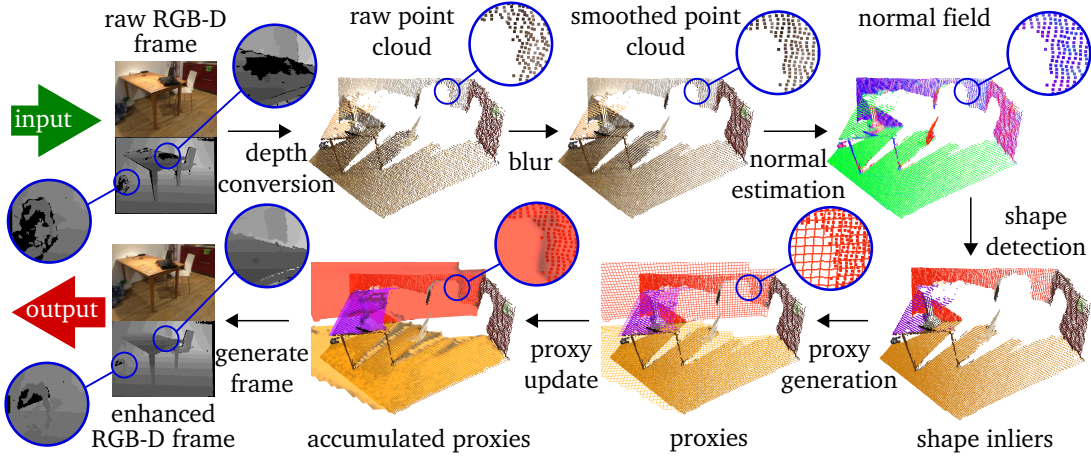 raw RGB-D
frame
raw point
cloud
smoothed point
cloud
normal field
input
depth
conversion
blur
normal
estimation
shape
detection
output
generate
frame
proxy
update
proxy
generation
enhanced
RGB-D frame
accumulated proxies
proxies
shape inliers